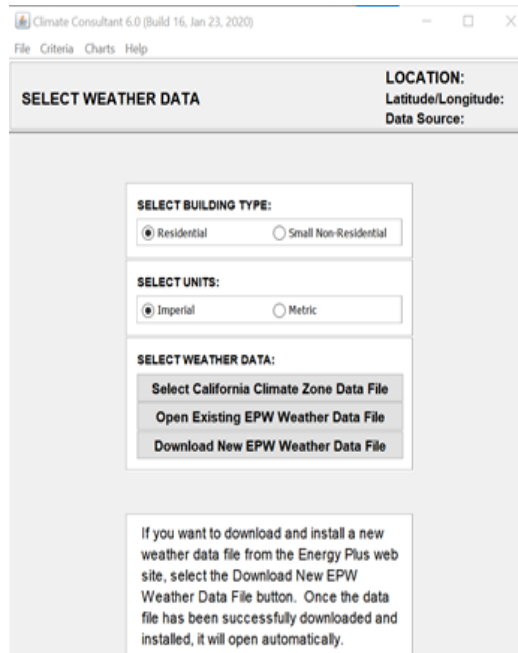 Climate Consultant 6.0 (Build 16, Jan 23, 2020)
File Criteria Charts Help
SELECT WEATHER DATA
LOCATION:
Latitude/Longitude:
Data Source:
SELECT BUILDING TYPE:
Residential Small Non-Residential
SELECT UNITS:
Imperial Metric
SELECT WEATHER DATA:
Select California Climate Zone Data File
Open Existing EPW Weather Data File
Download New EPW Weather Data File
If you want to download and install a new
weather data file from the Energy Plus web
site, select the Download New EPW
Weather Data File button. Once the data
file has been successfully downloaded and
installed, it will open automatically.